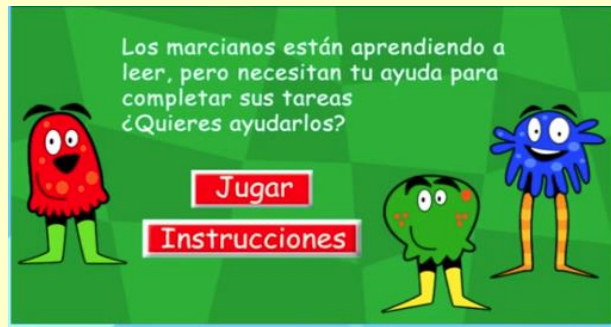 Los marcianos están aprendiendo a
leer, pero necesitan tu ayuda para
completar sus tareas
¿Quieres ayudarlos?
Jugar
Instrucciones